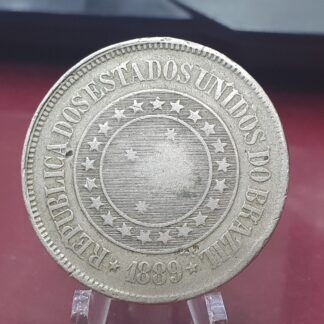 REPUBLICA DOS ESTADOS UNIDOS DO BRAZIL
1889